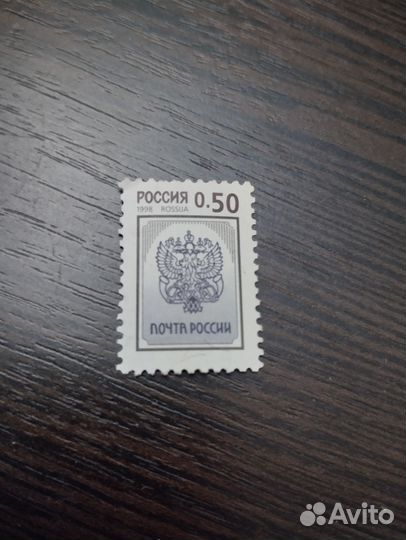 РОССИЯ 0.50
1998 ROSSIJA
ПОЧТА РОССИИ
Avito